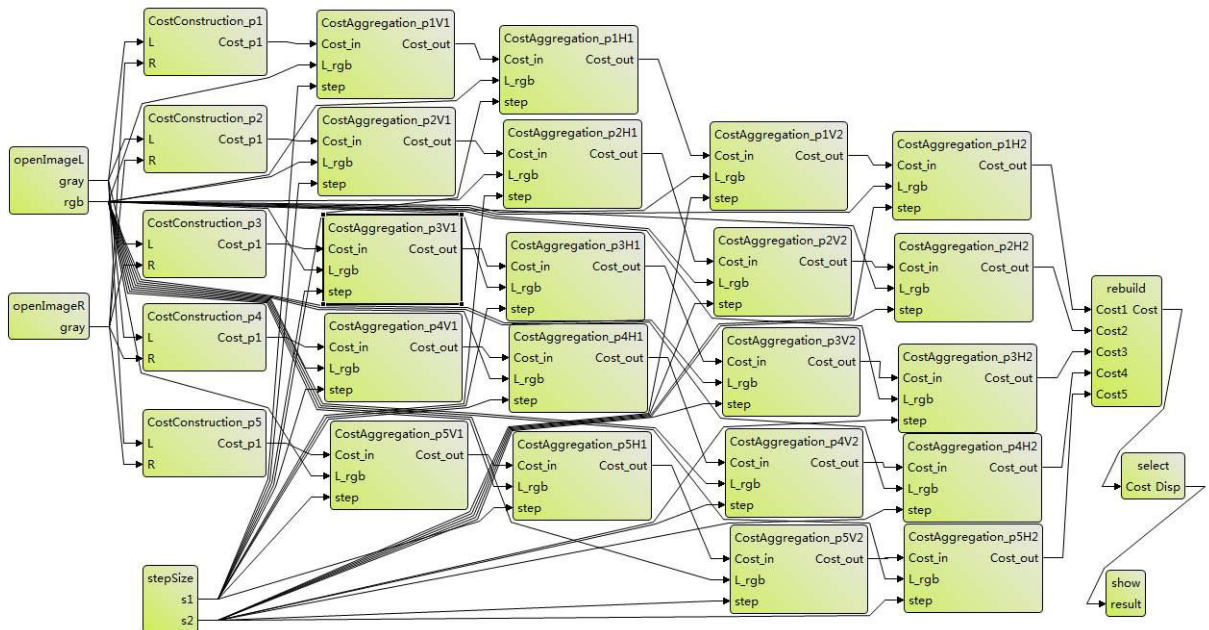 openImageL
gray
rgb
openImageR
gray
CostConstruction_p1
L Cost_p1
R
CostConstruction_p2
L Cost_p1
R
CostConstruction_p3
L Cost_p1
R
CostConstruction_p4
L Cost_p1
R
CostConstruction_p5
L Cost_p1
R
stepSize
s1
s2
CostAggregation_p1V1
Cost_in Cost_out
L_rgb
step
CostAggregation_p2V1
Cost_in Cost_out
L_rgb
step
CostAggregation_p3V1
Cost_in Cost_out
L_rgb
step
CostAggregation_p4V1
Cost_in Cost_out
L_rgb
step
CostAggregation_p5V1
Cost_in Cost_out
L_rgb
step
CostAggregation_p1H1
Cost_in Cost_out
L_rgb
step
CostAggregation_p2H1
Cost_in Cost_out
L_rgb
step
CostAggregation_p3H1
Cost_in Cost_out
L_rgb
step
CostAggregation_p4H1
Cost_in Cost_out
L_rgb
step
CostAggregation_p5H1
Cost_in Cost_out
L_rgb
step
CostAggregation_p1V2
Cost_in Cost_out
L_rgb
step
CostAggregation_p2V2
Cost_in Cost_out
L_rgb
step
CostAggregation_p3V2
Cost_in Cost_out
L_rgb
step
CostAggregation_p4V2
Cost_in Cost_out
L_rgb
step
CostAggregation_p5V2
Cost_in Cost_out
L_rgb
step
CostAggregation_p1H2
Cost_in Cost_out
L_rgb
step
CostAggregation_p2H2
Cost_in Cost_out
L_rgb
step
CostAggregation_p3H2
Cost_in Cost_out
L_rgb
step
CostAggregation_p4H2
Cost_in Cost_out
L_rgb
step
CostAggregation_p5H2
Cost_in Cost_out
L_rgb
step
rebuild
Cost1 Cost
Cost2
Cost3
Cost4
Cost5
select
Cost Disp
show
result